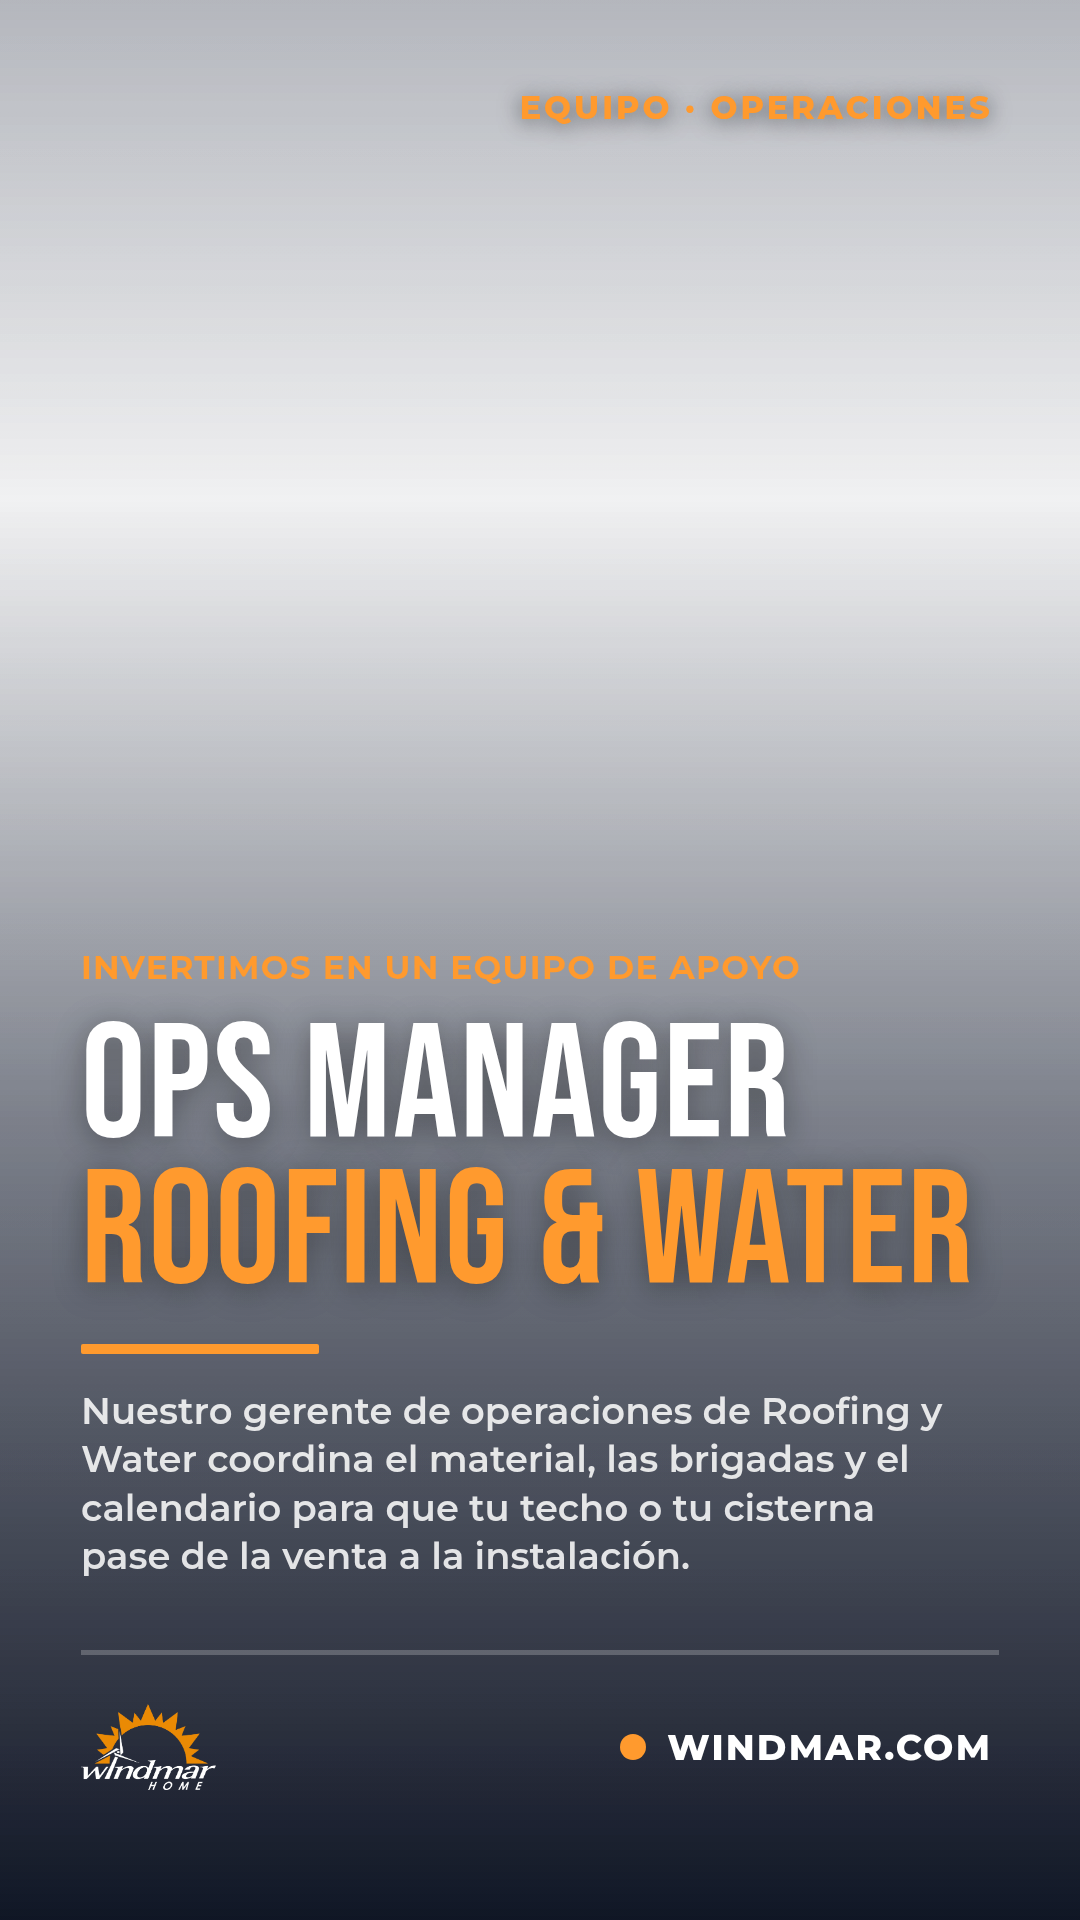 EQUIPO · OPERACIONES
INVERTIMOS EN UN EQUIPO DE APOYO
OPS MANAGER
ROOFING & WATER
Nuestro gerente de operaciones de Roofing y
Water coordina el material, las brigadas y el
calendario para que tu techo o tu cisterna
pase de la venta a la instalación.
windmar
HOME
WINDMAR.COM